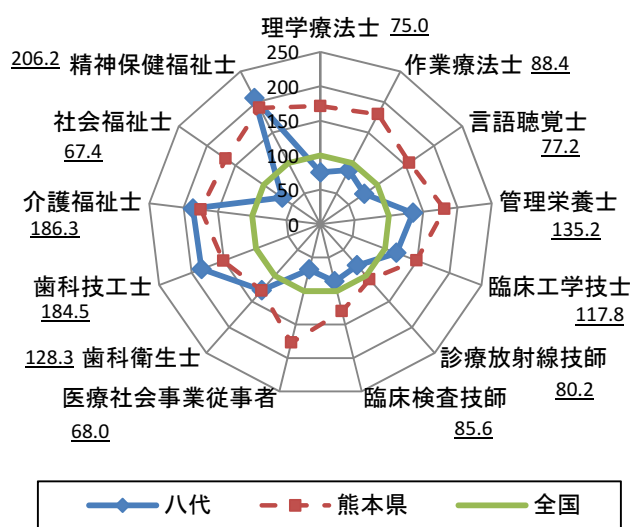 理学療法士 75.0
作業療法士 88.4
言語聴覚士
77.2
管理栄養士
135.2
臨床工学技士
117.8
診療放射線技師
80.2
臨床検査技師
85.6
医療社会事業従事者
68.0
128.3 歯科衛生士
歯科技工士
184.5
介護福祉士
186.3
社会福祉士
67.4
206.2 精神保健福祉士
250
200
150
100
50
0
八代 熊本県 全国